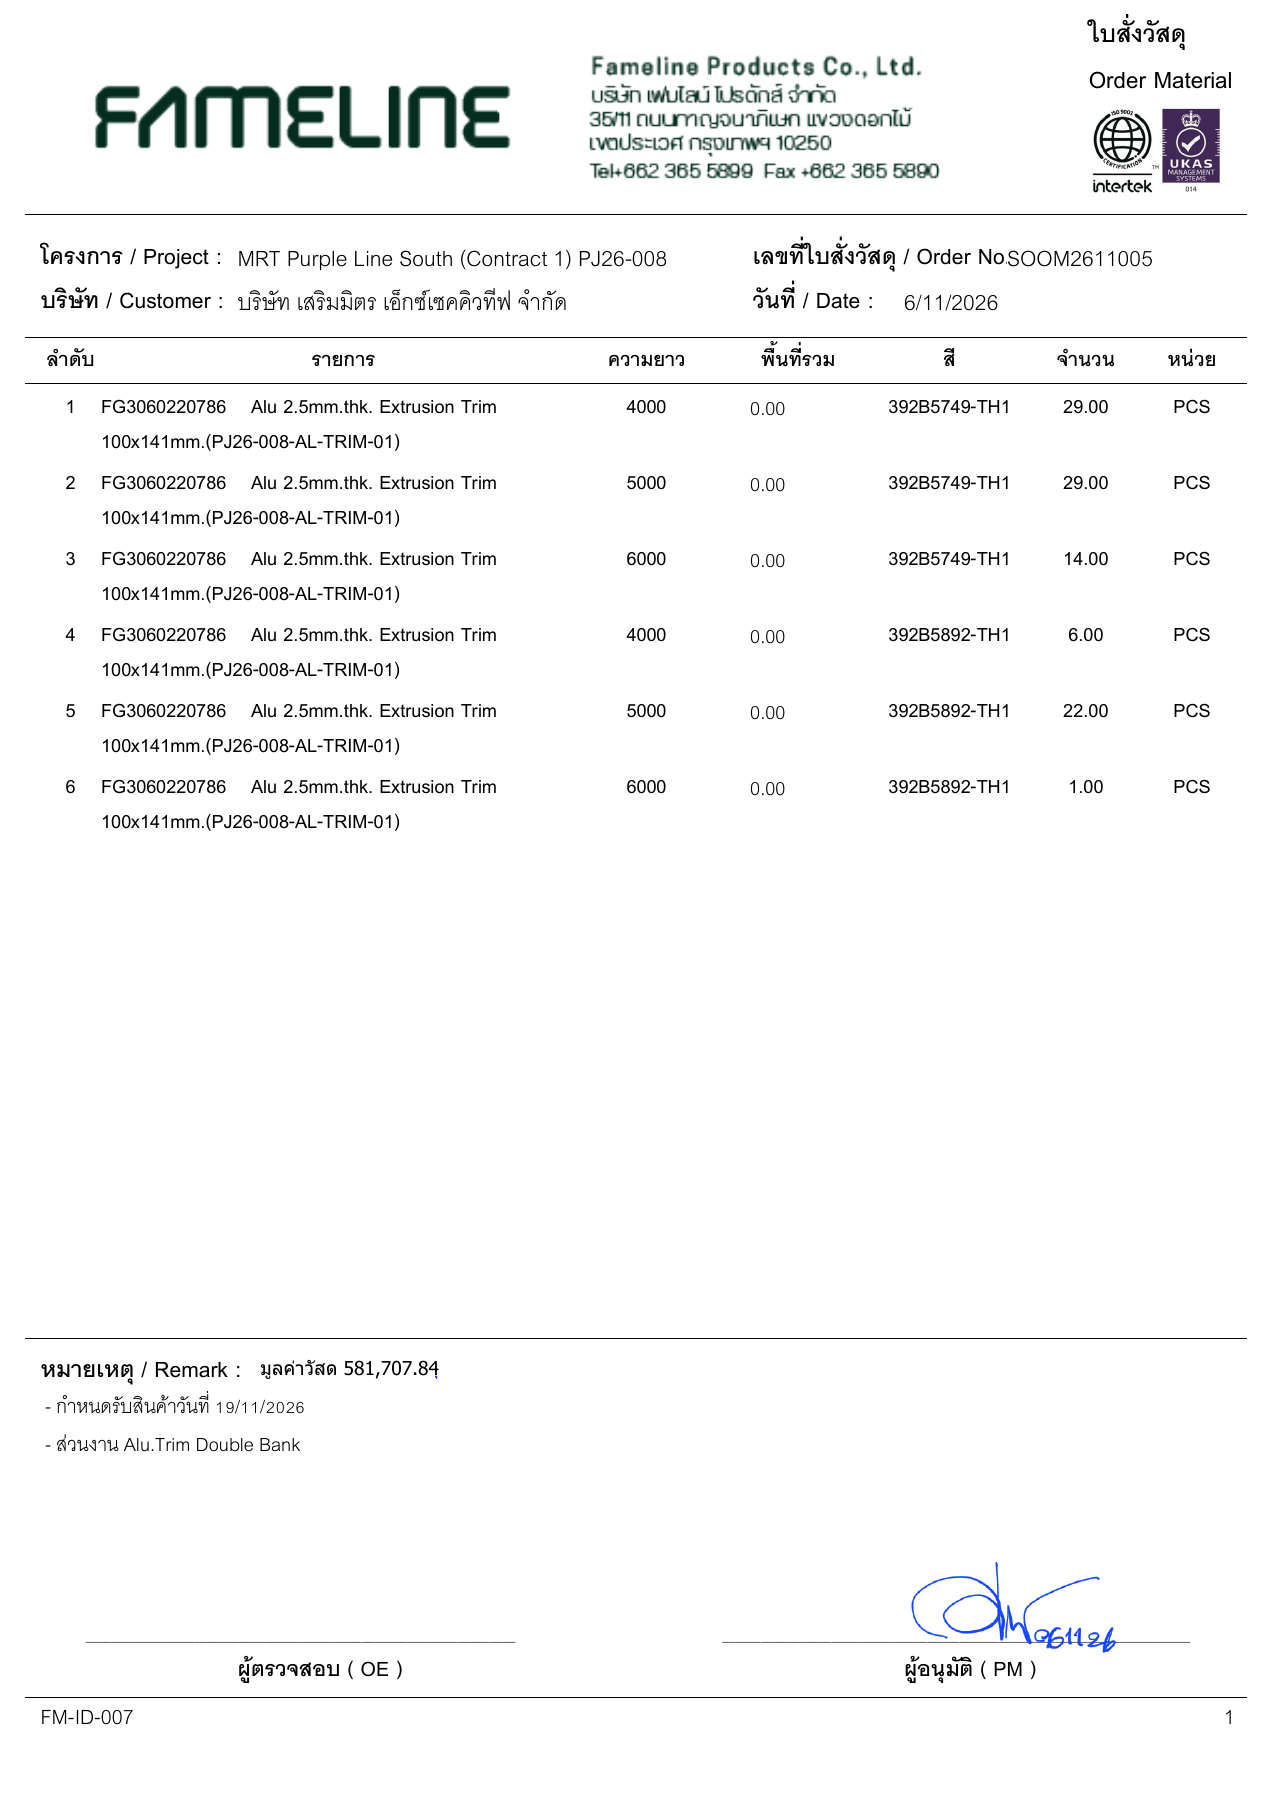 ใบสั่งวัสดุ
Order Material
FAMELINE
Fameline Products Co., Ltd.
บริษัท เฟมไลน์ โปรดักส์ จำกัด
35/11 ถนนกาญจนาภิเษก แขวงดอกไม้
เขตประเวศ กรุงเทพฯ 10250
Tel+662 365 5899 Fax +662 365 5890
ISO 9001
CERTIFICATION
intertek
TM
UKAS
MANAGEMENT
SYSTEMS
014
โครงการ / Project : MRT Purple Line South (Contract 1) PJ26-008 เลขที่ใบสั่งวัสดุ / Order No SOOM2611005
บริษัท / Customer : บริษัท เสริมมิตร เอ็กซ์เซคคิวทีฟ จำกัด วันที่ / Date : 6/11/2026
ลำดับ รายการ ความยาว พื้นที่รวม สี จำนวน หน่วย
1 FG3060220786 Alu 2.5mm.thk. Extrusion Trim 4000 0.00 392B5749-TH1 29.00 PCS
100x141mm.(PJ26-008-AL-TRIM-01)
2 FG3060220786 Alu 2.5mm.thk. Extrusion Trim 5000 0.00 392B5749-TH1 29.00 PCS
100x141mm.(PJ26-008-AL-TRIM-01)
3 FG3060220786 Alu 2.5mm.thk. Extrusion Trim 6000 0.00 392B5749-TH1 14.00 PCS
100x141mm.(PJ26-008-AL-TRIM-01)
4 FG3060220786 Alu 2.5mm.thk. Extrusion Trim 4000 0.00 392B5892-TH1 6.00 PCS
100x141mm.(PJ26-008-AL-TRIM-01)
5 FG3060220786 Alu 2.5mm.thk. Extrusion Trim 5000 0.00 392B5892-TH1 22.00 PCS
100x141mm.(PJ26-008-AL-TRIM-01)
6 FG3060220786 Alu 2.5mm.thk. Extrusion Trim 6000 0.00 392B5892-TH1 1.00 PCS
100x141mm.(PJ26-008-AL-TRIM-01)
หมายเหตุ / Remark : มูลค่าวัสด 581,707.84
- กำหนดรับสินค้าวันที่ 19/11/2026
- ส่วนงาน Alu.Trim Double Bank
061126
ผู้ตรวจสอบ ( OE ) ผู้อนุมัติ ( PM )
FM-ID-007 1